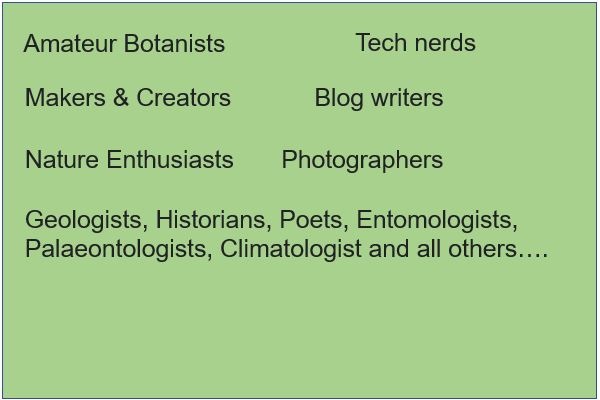 Amateur Botanists Tech nerds
Makers & Creators Blog writers
Nature Enthusiasts Photographers
Geologists, Historians, Poets, Entomologists,
Palaeontologists, Climatologist and all others….